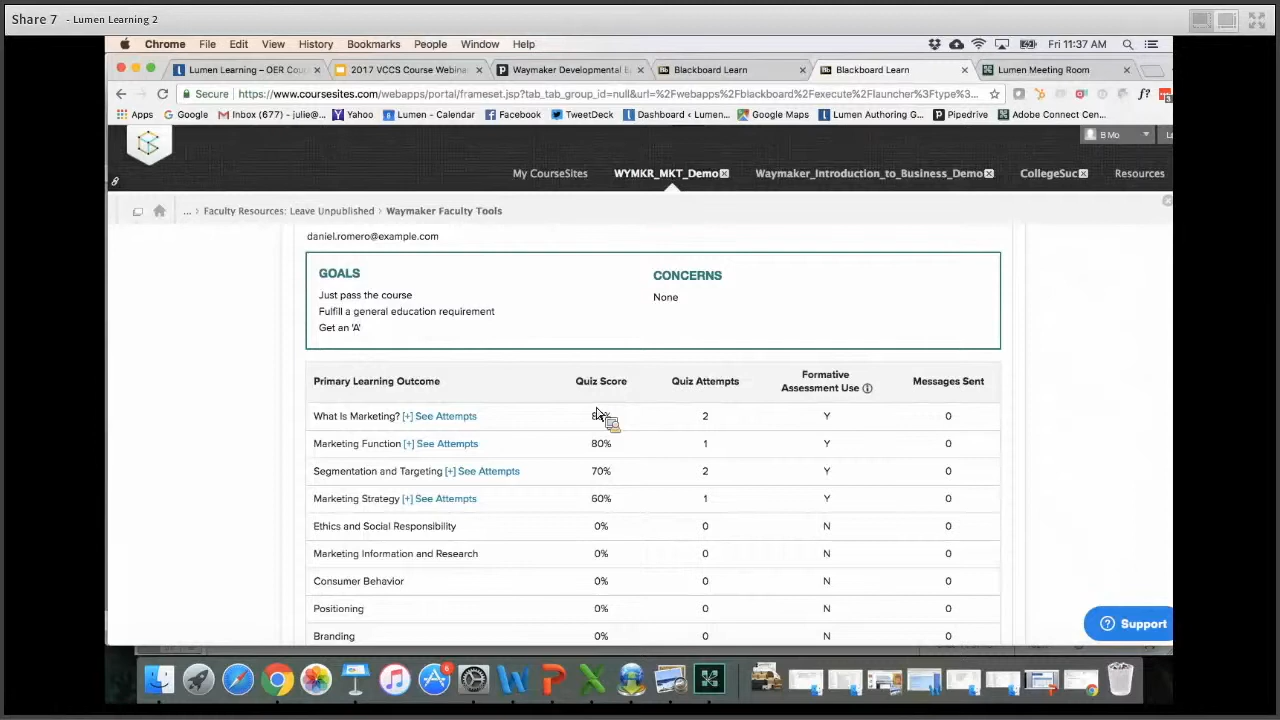 Share 7 - Lumen Learning 2
Chrome File Edit View History Bookmarks People Window Help Fri 11:37 AM
Lumen Learning – OER Cou 2017 VCCS Course Webina Waymaker Developmental E Blackboard Learn Blackboard Learn Lumen Meeting Room
Secure https://www.coursesites.com/webapps/portal/frameset.jsp?tab_tab_group_id=null&url=%2Fwebapps%2Fblackboard%2Fexecute%2Flauncher%3Ftype%3...
Apps Google Inbox (677) - julie@... Yahoo Lumen - Calendar Facebook TweetDeck Dashboard ‹ Lumen... Google Maps Lumen Authoring G... Pipedrive Adobe Connect Cen...
B Mo
My CourseSites WYMKR_MKT_Demo Waymaker_Introduction_to_Business_Demo CollegeSuc Resources
... › Faculty Resources: Leave Unpublished › Waymaker Faculty Tools
daniel.romero@example.com
GOALS CONCERNS
Just pass the course None
Fulfill a general education requirement
Get an 'A'
Primary Learning Outcome Quiz Score Quiz Attempts Formative Assessment Use Messages Sent
What Is Marketing? [+] See Attempts 2 Y 0
Marketing Function [+] See Attempts 80% 1 Y 0
Segmentation and Targeting [+] See Attempts 70% 2 Y 0
Marketing Strategy [+] See Attempts 60% 1 Y 0
Ethics and Social Responsibility 0% 0 N 0
Marketing Information and Research 0% 0 N 0
Consumer Behavior 0% 0 N 0
Positioning 0% 0 N 0
Branding 0% 0 N 0
Support